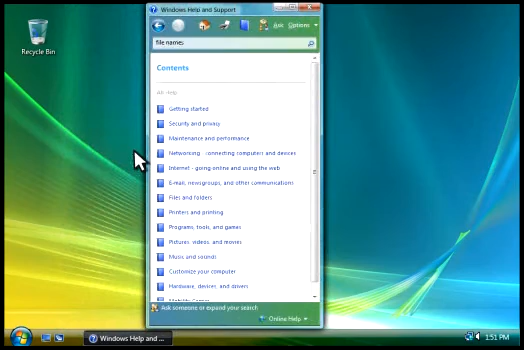 Windows Help and Support
Recycle Bin
Ask Options
file names
Contents
All Help
Getting started
Security and privacy
Maintenance and performance
Networking - connecting computers and devices
Internet - going online and using the web
E-mail, newsgroups, and other communications
Files and folders
Printers and printing
Programs, tools, and games
Pictures, videos, and movies
Music and sounds
Customize your computer
Hardware, devices, and drivers
Mobility Center
Ask someone or expand your search
Online Help
Windows Help and ...
1:51 PM